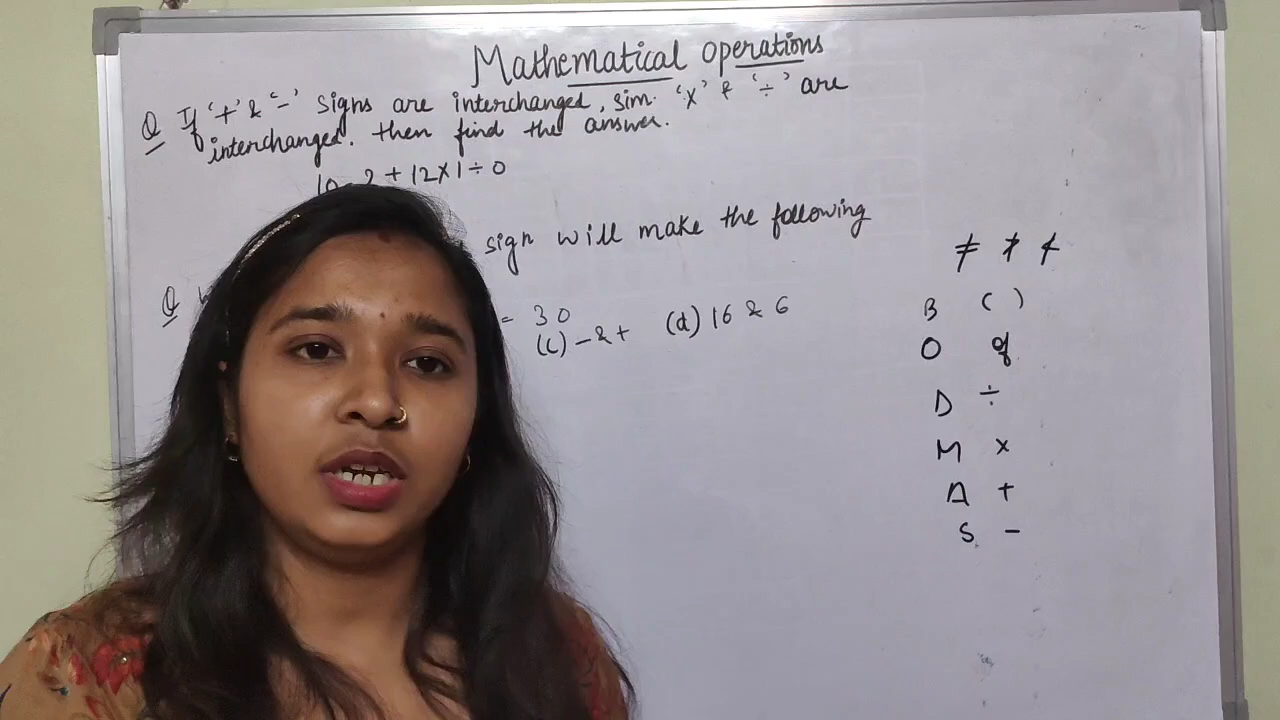 Mathematical operations
Q If '+' & '-' signs are interchanged, sim. 'x' & '÷' are
interchanged. then find the answer.
10-2+12×1÷0
sign will make the following
Q
= 30
(c) - & + (d) 16 & 6
≠ ≯ ≮
B ( )
O of
D ÷
M ×
A +
S -